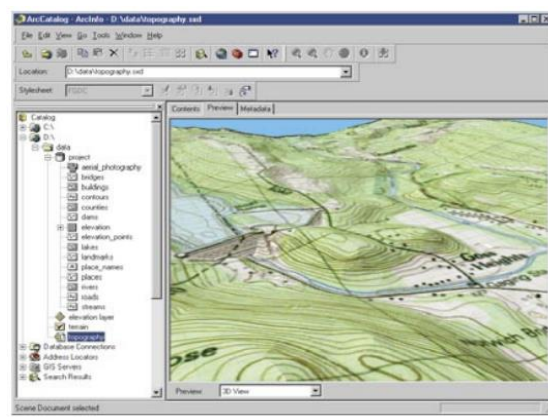 ArcCatalog - ArcInfo - D:\data\topography.sxd
File Edit View Go Tools Window Help
Location: D:\data\topography.sxd
Stylesheet: FGDC
Contents Preview Metadata
Catalog
C:\
D:\
data
project
aerial_photography
bridges
buildings
contours
counties
dams
elevation
elevation_points
lakes
landmarks
place_names
places
rivers
roads
streams
elevation layer
terrain
topography
Database Connections
Address Locators
GIS Servers
Search Results
Heights
Gaging Sta
Preview: 3D View
Scene Document selected